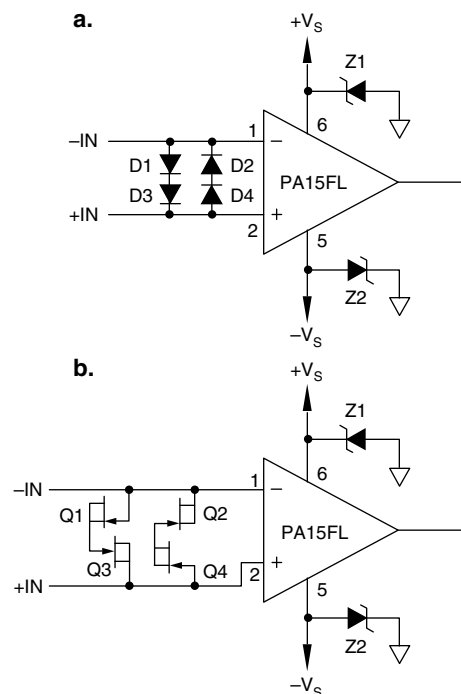 a.
+VS
Z1
6
–IN
1
–
D1
D2
PA15FL
D3
D4
+IN
+
2
5
Z2
–VS
b.
+VS
Z1
6
–IN
1
–
Q1
Q2
PA15FL
Q3
Q4
+
2
+IN
5
Z2
–VS